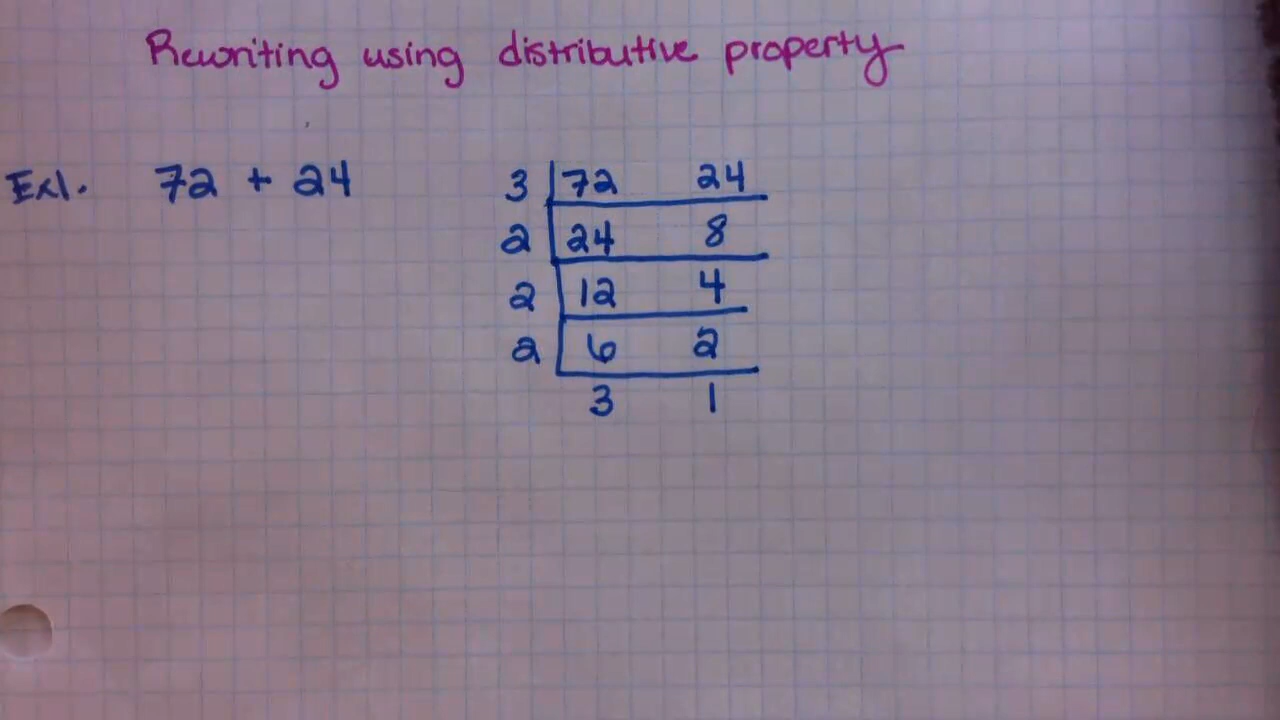 Rewriting using distributive property
Ex1. 72 + 24
3 72 24
2 24 8
2 12 4
2 6 2
3 1